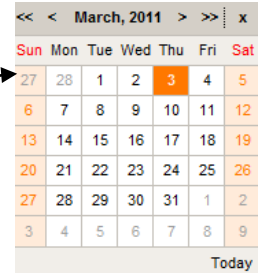 << < March, 2011 > >> x
Sun Mon Tue Wed Thu Fri Sat
27 28 1 2 3 4 5
6 7 8 9 10 11 12
13 14 15 16 17 18 19
20 21 22 23 24 25 26
27 28 29 30 31 1 2
3 4 5 6 7 8 9
Today